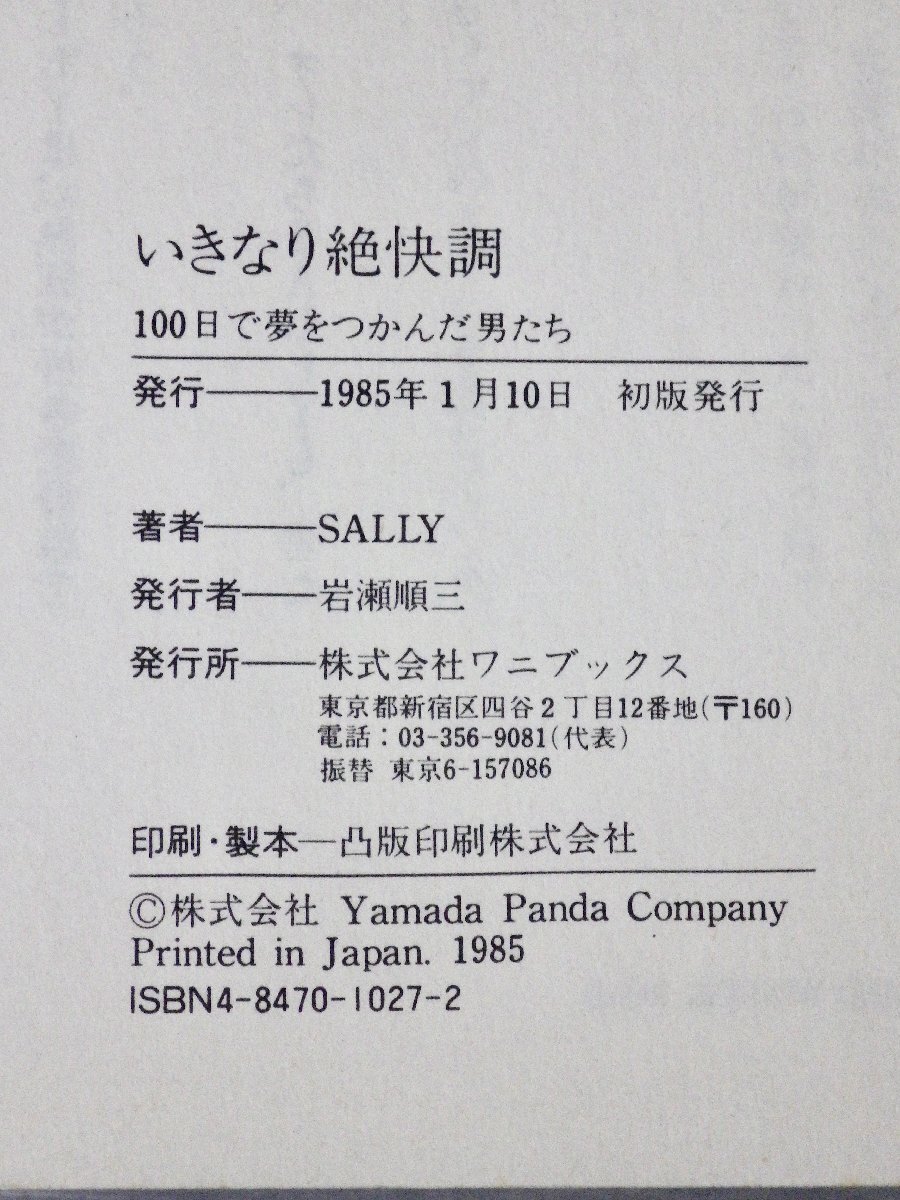 いきなり絶快調
100日で夢をつかんだ男たち
発行――1985年1月10日　初版発行
著者――SALLY
発行者――岩瀬順三
発行所――株式会社ワニブックス
東京都新宿区四谷2丁目12番地(〒160)
電話：03-356-9081(代表)
振替 東京6-157086
印刷・製本―凸版印刷株式会社
©株式会社 Yamada Panda Company
Printed in Japan. 1985
ISBN4-8470-1027-2